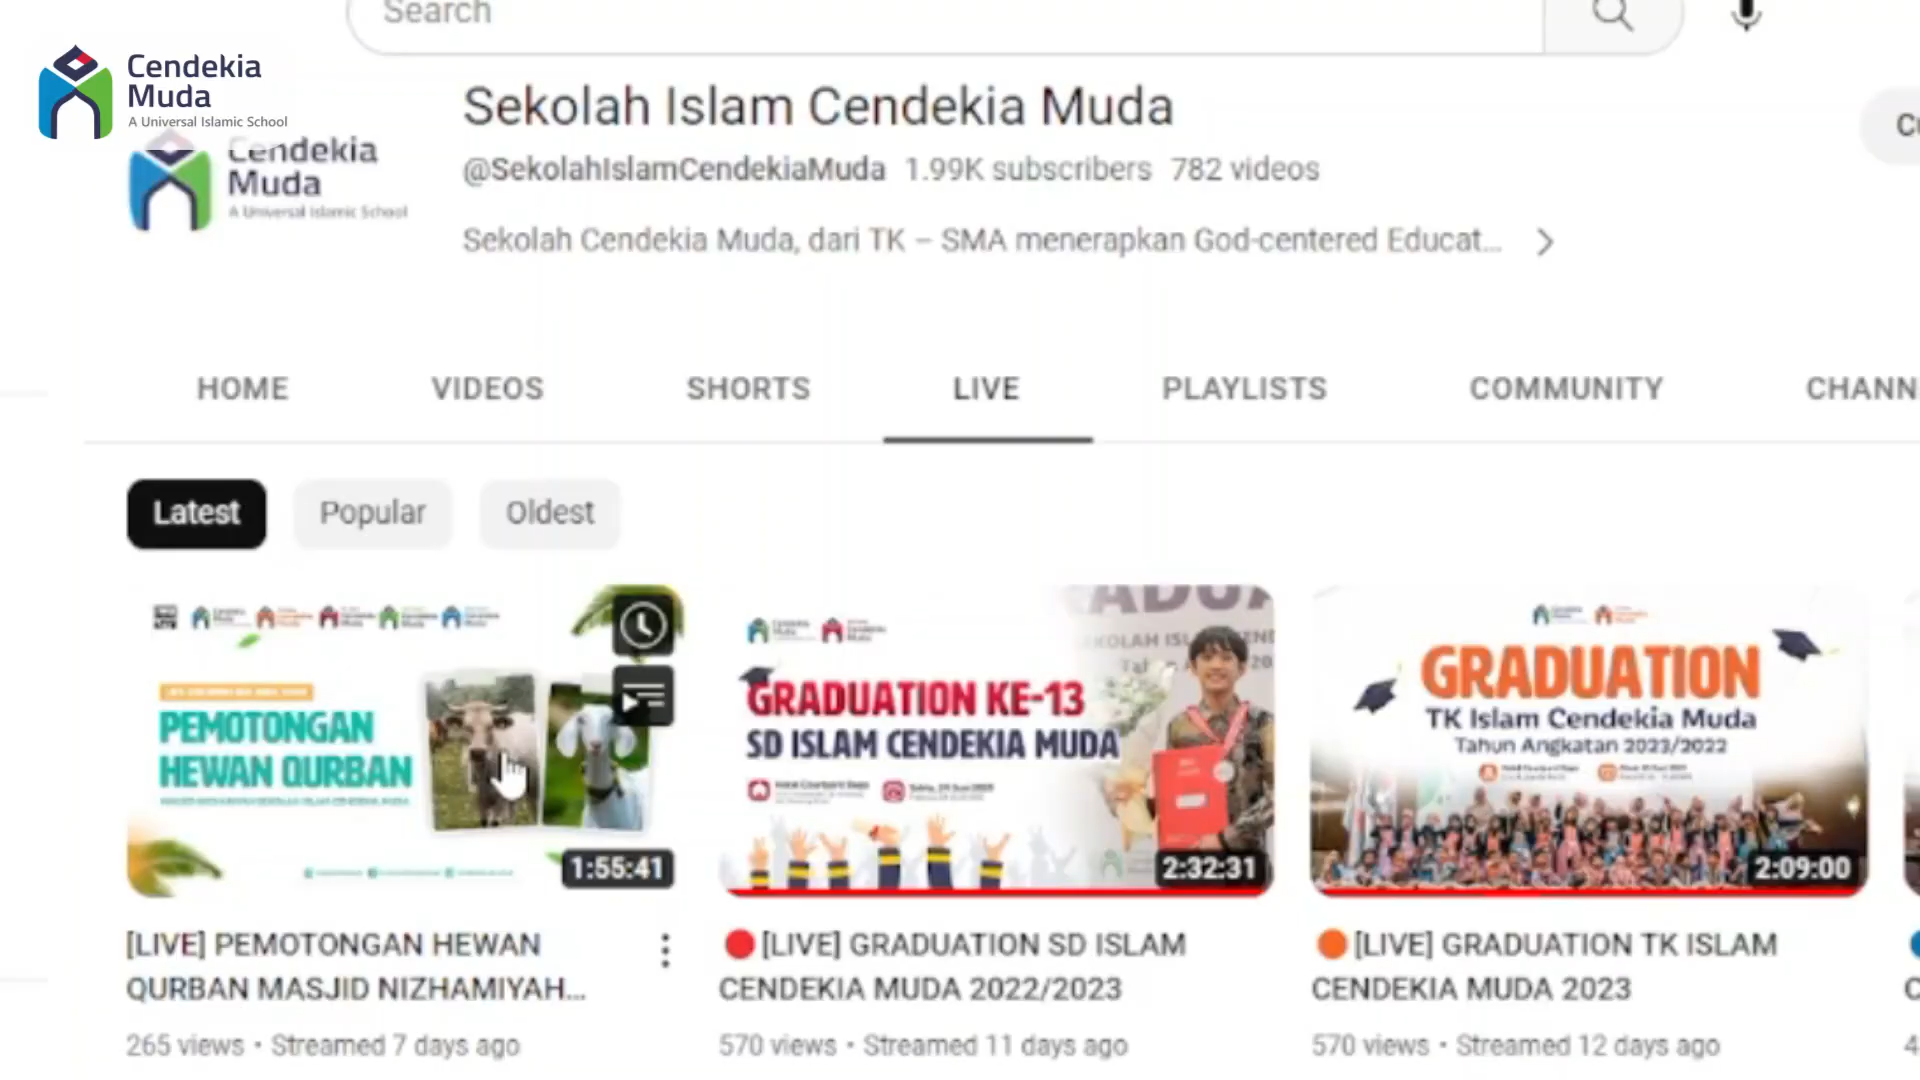 Search
Cendekia
Muda
A Universal Islamic School
Cendekia
Muda
A Universal Islamic School
Sekolah Islam Cendekia Muda
@SekolahIslamCendekiaMuda 1.99K subscribers 782 videos
Sekolah Cendekia Muda, dari TK – SMA menerapkan God-centered Educat...
HOME VIDEOS SHORTS LIVE PLAYLISTS COMMUNITY CHANN
Latest Popular Oldest
PEMOTONGAN
HEWAN QURBAN
1:55:41
GRADUATION KE-13
SD ISLAM CENDEKIA MUDA
2:32:31
GRADUATION
TK Islam Cendekia Muda
Tahun Angkatan 2023/2022
2:09:00
[LIVE] PEMOTONGAN HEWAN
QURBAN MASJID NIZHAMIYAH...
265 views • Streamed 7 days ago
[LIVE] GRADUATION SD ISLAM
CENDEKIA MUDA 2022/2023
570 views • Streamed 11 days ago
[LIVE] GRADUATION TK ISLAM
CENDEKIA MUDA 2023
570 views • Streamed 12 days ago